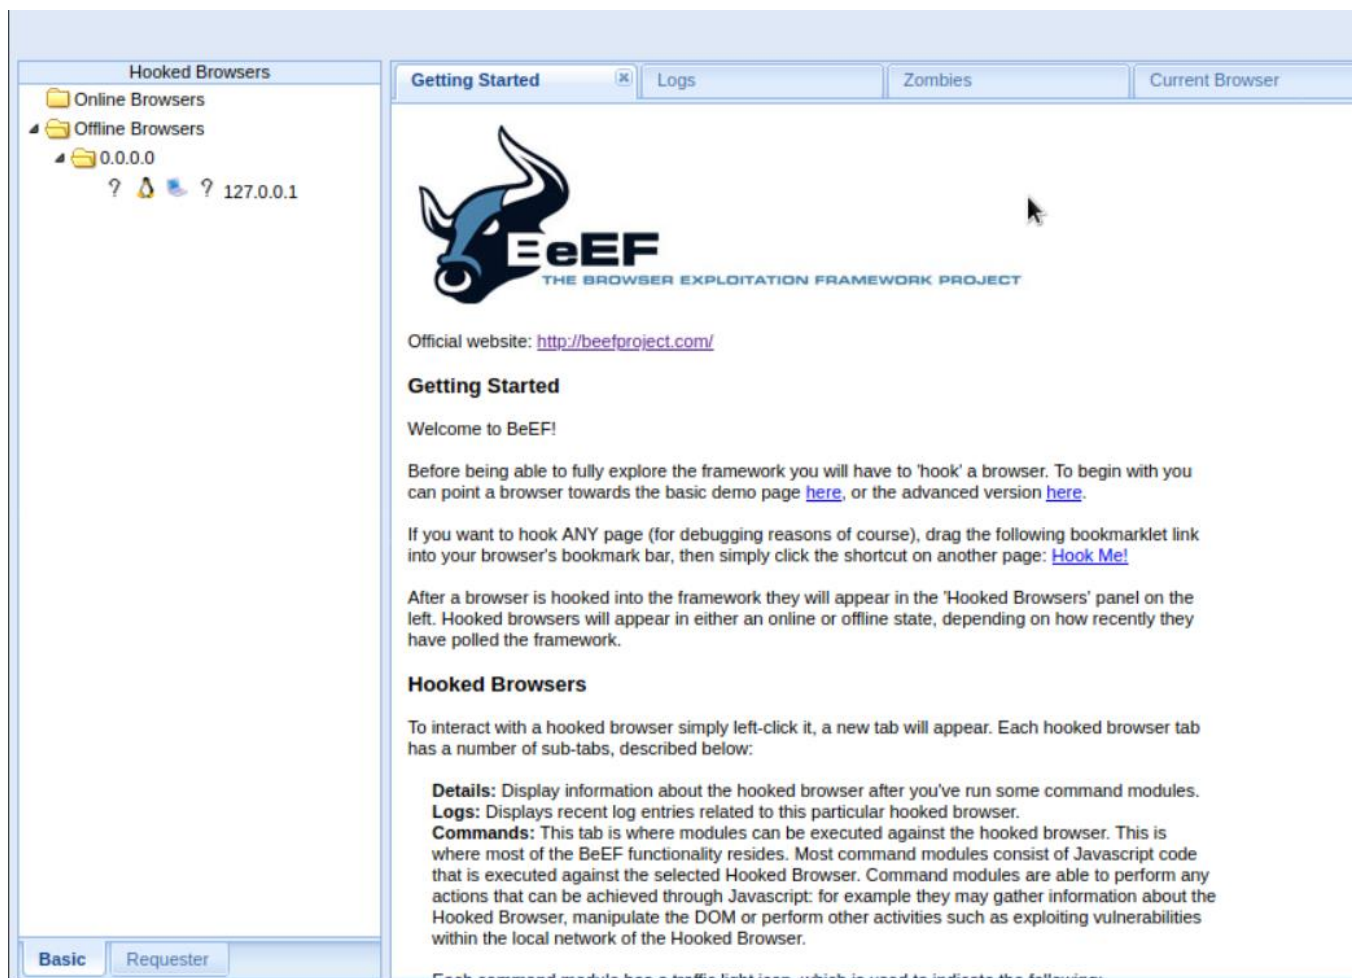 Hooked Browsers
Online Browsers
Offline Browsers
0.0.0.0
? ? 127.0.0.1
Basic
Requester
Getting Started
Logs
Zombies
Current Browser
BeEF
THE BROWSER EXPLOITATION FRAMEWORK PROJECT
Official website: http://beefproject.com/
Getting Started
Welcome to BeEF!
Before being able to fully explore the framework you will have to 'hook' a browser. To begin with you
can point a browser towards the basic demo page here, or the advanced version here.
If you want to hook ANY page (for debugging reasons of course), drag the following bookmarklet link
into your browser's bookmark bar, then simply click the shortcut on another page: Hook Me!
After a browser is hooked into the framework they will appear in the 'Hooked Browsers' panel on the
left. Hooked browsers will appear in either an online or offline state, depending on how recently they
have polled the framework.
Hooked Browsers
To interact with a hooked browser simply left-click it, a new tab will appear. Each hooked browser tab
has a number of sub-tabs, described below:
Details: Display information about the hooked browser after you've run some command modules.
Logs: Displays recent log entries related to this particular hooked browser.
Commands: This tab is where modules can be executed against the hooked browser. This is
where most of the BeEF functionality resides. Most command modules consist of Javascript code
that is executed against the selected Hooked Browser. Command modules are able to perform any
actions that can be achieved through Javascript: for example they may gather information about the
Hooked Browser, manipulate the DOM or perform other activities such as exploiting vulnerabilities
within the local network of the Hooked Browser.
Each command module has a traffic light icon, which is used to indicate the following: